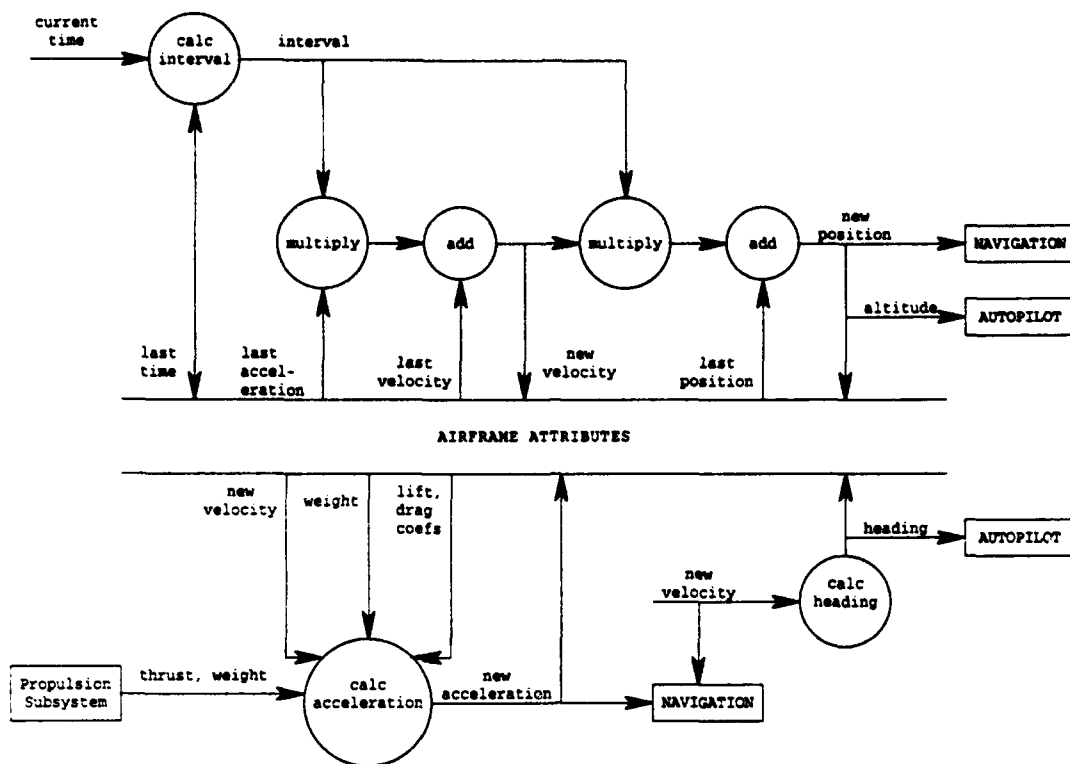 current
time
calc
interval
interval
multiply
add
multiply
add
new
position
NAVIGATION
altitude
AUTOPILOT
last
time
last
accel-
eration
last
velocity
new
velocity
last
position
AIRFRAME ATTRIBUTES
new
velocity
weight
lift,
drag
coefs
heading
AUTOPILOT
new
velocity
calc
heading
Propulsion
Subsystem
thrust, weight
calc
acceleration
new
acceleration
NAVIGATION